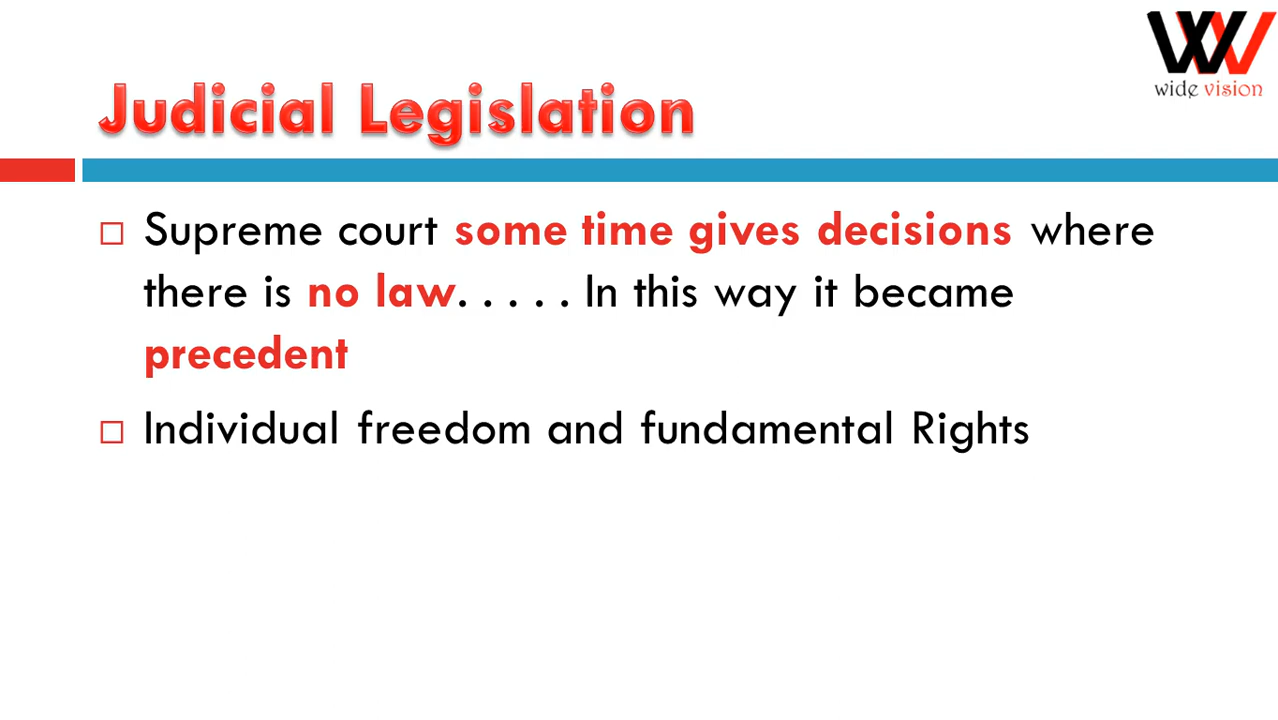 wide vision
Judicial Legislation
Supreme court some time gives decisions where
there is no law. . . . . In this way it became
precedent
Individual freedom and fundamental Rights